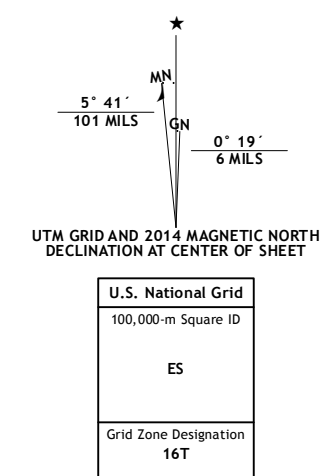 ★
MN
5° 41´
101 MILS
GN
0° 19´
6 MILS
UTM GRID AND 2014 MAGNETIC NORTH
DECLINATION AT CENTER OF SHEET
U.S. National Grid
100,000-m Square ID
ES
Grid Zone Designation
16T